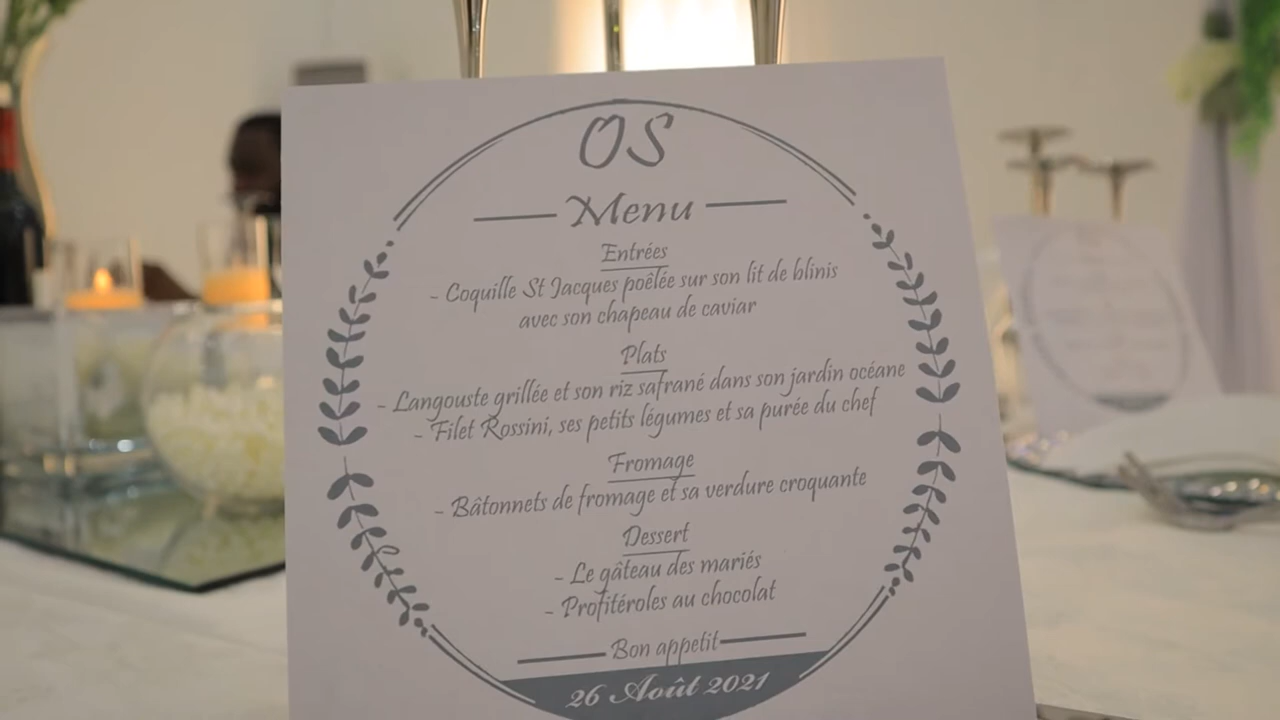 OS
Menu
Entrées
- Coquille St Jacques poêlée sur son lit de blinis
avec son chapeau de caviar
Plats
- Langouste grillée et son riz safrané dans son jardin océane
- Filet Rossini, ses petits légumes et sa purée du chef
Fromage
- Bâtonnets de fromage et sa verdure croquante
Dessert
- Le gâteau des mariés
- Profitéroles au chocolat
Bon appetit
26 Août 2021